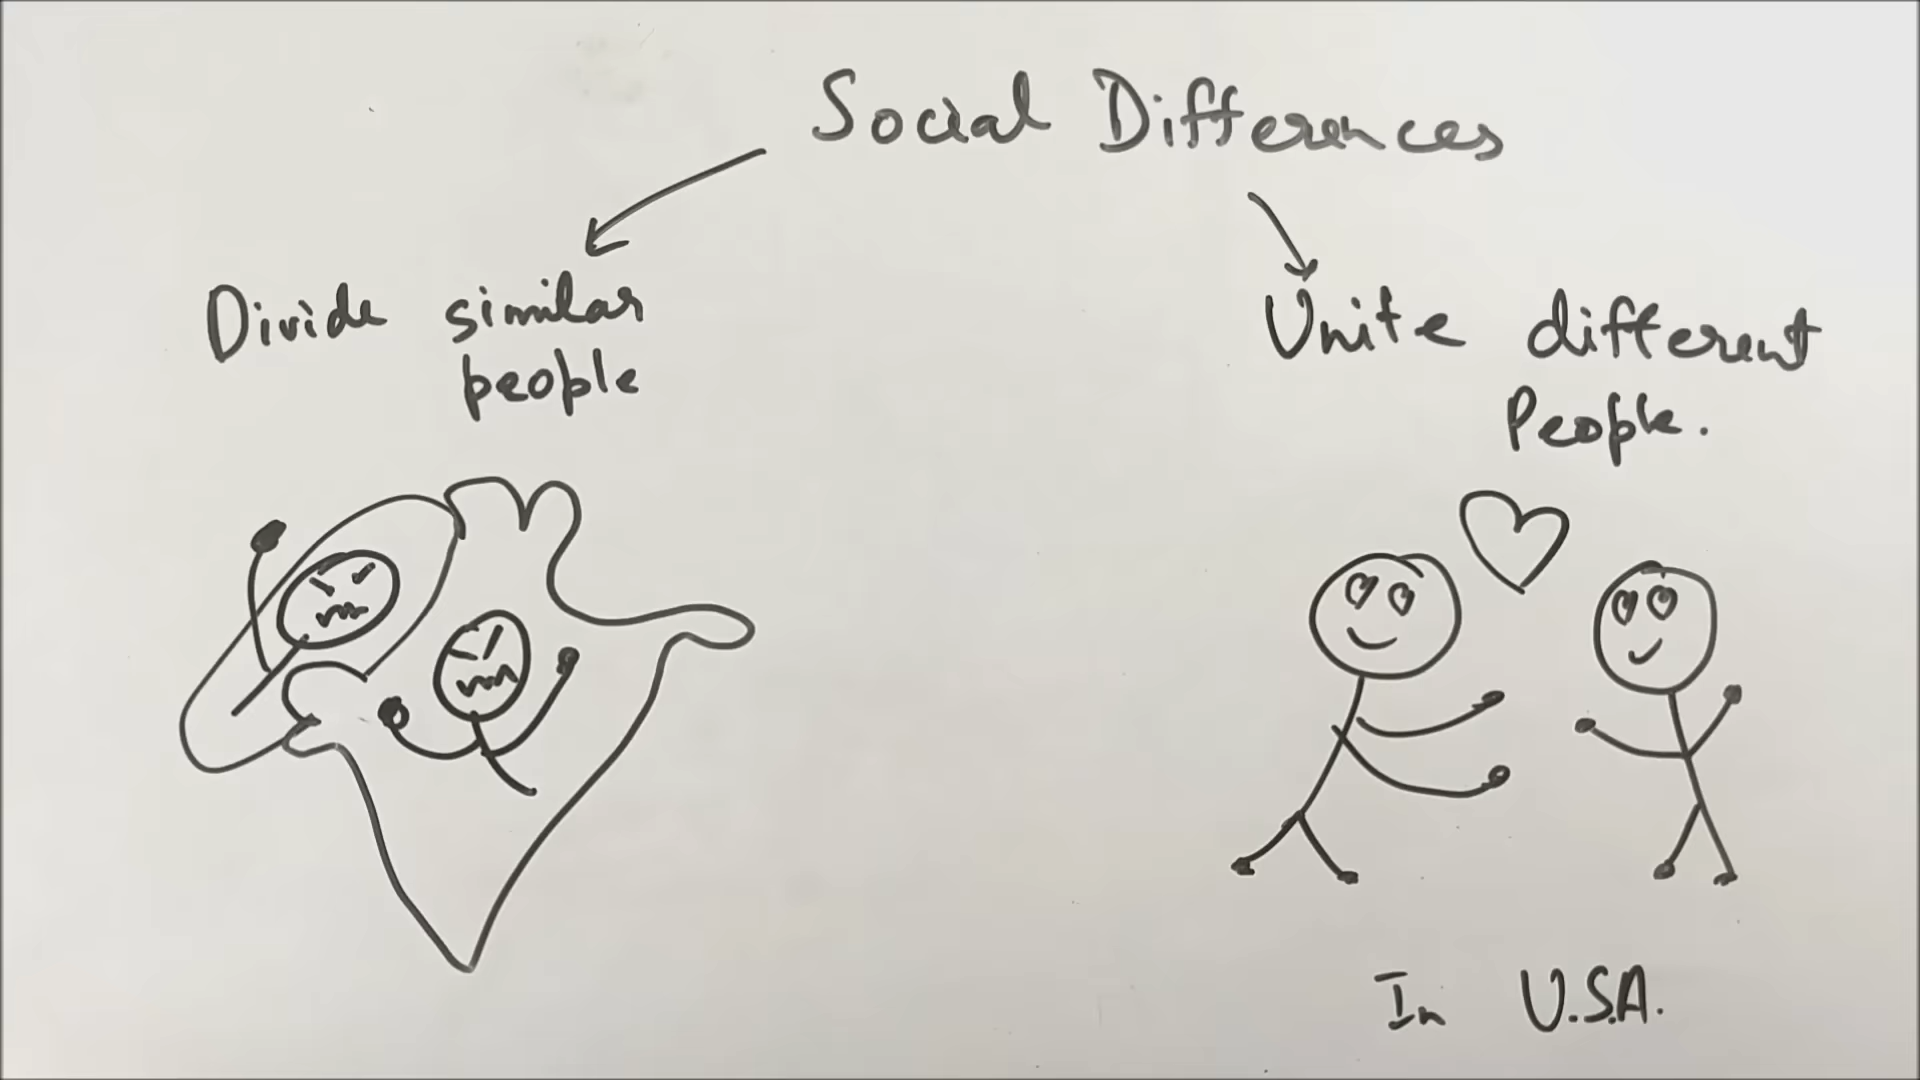 Social Differences
Divide similar
people
Unite different
People.
In U.S.A.